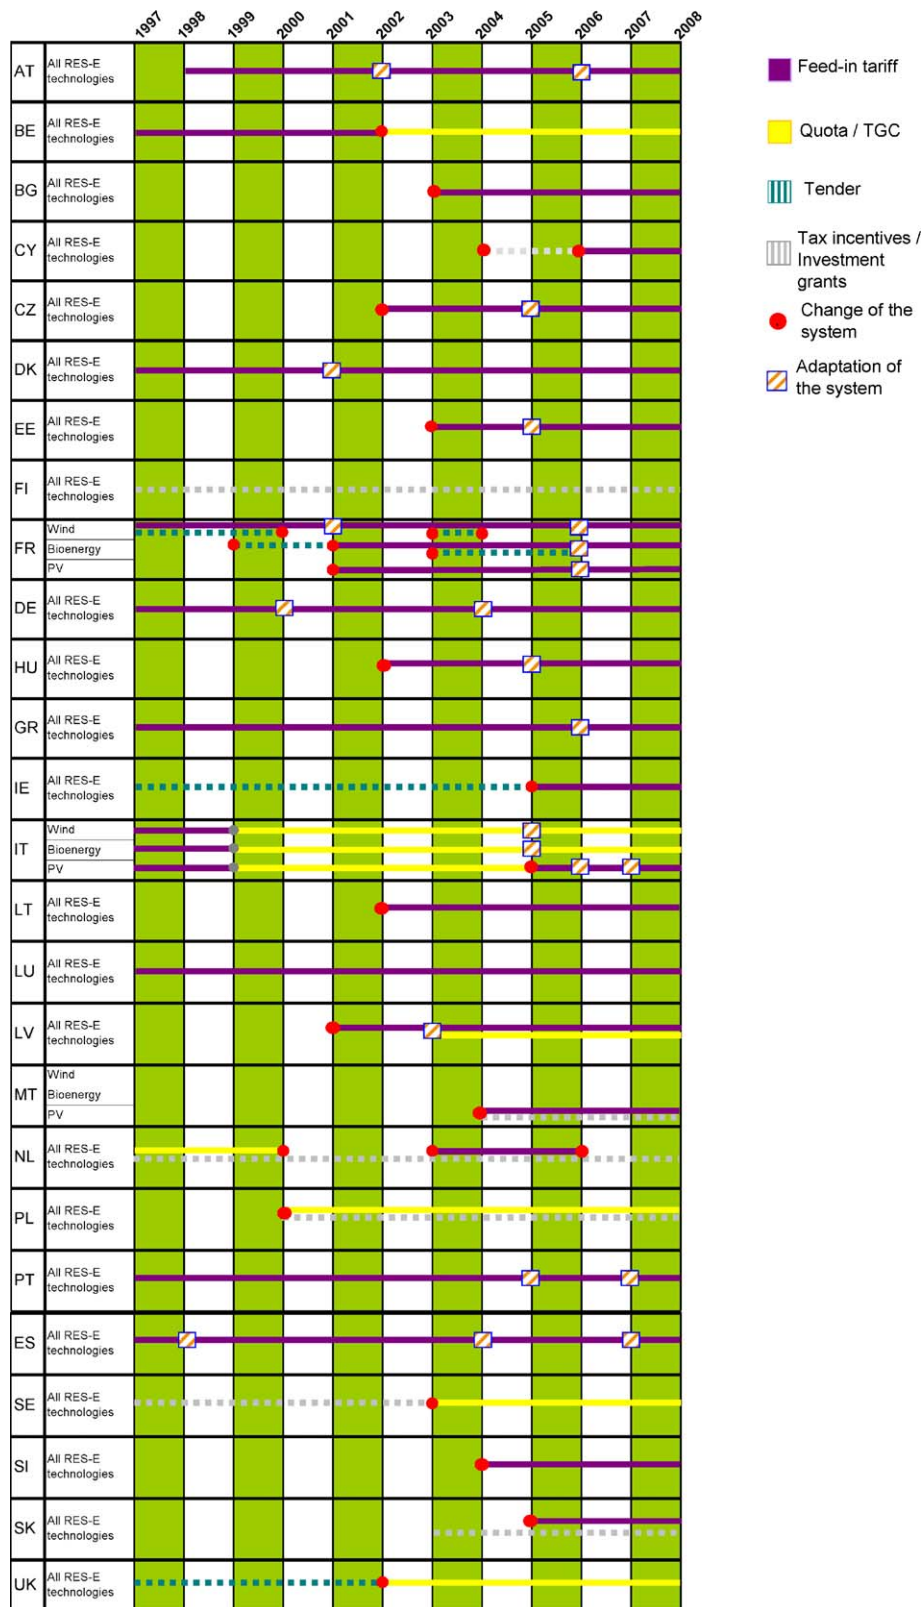 1997 1998 1999 2000 2001 2002 2003 2004 2005 2006 2007 2008
AT All RES-E
technologies
BE All RES-E
technologies
BG All RES-E
technologies
CY All RES-E
technologies
CZ All RES-E
technologies
DK All RES-E
technologies
EE All RES-E
technologies
FI All RES-E
technologies
Wind
FR Bioenergy
PV
DE All RES-E
technologies
HU All RES-E
technologies
GR All RES-E
technologies
IE All RES-E
technologies
Wind
IT Bioenergy
PV
LT All RES-E
technologies
LU All RES-E
technologies
LV All RES-E
technologies
Wind
MT Bioenergy
PV
NL All RES-E
technologies
PL All RES-E
technologies
PT All RES-E
technologies
ES All RES-E
technologies
SE All RES-E
technologies
SI All RES-E
technologies
SK All RES-E
technologies
UK All RES-E
technologies
Feed-in tariff
Quota / TGC
Tender
Tax incentives /
Investment
grants
Change of the
system
Adaptation of
the system